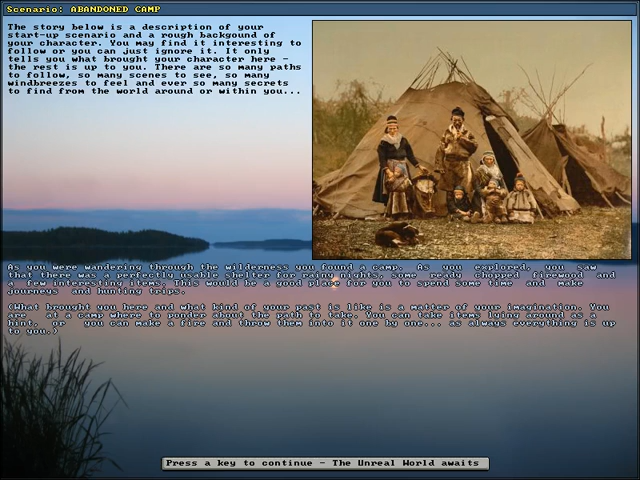 Scenario: ABANDONED CAMP
The story below is a description of your
start-up scenario and a rough backgound of
your character. You may find it interesting to
follow or you can just ignore it. It only
tells you what brought your character here -
the rest is up to you. There are so many paths
to follow, so many scenes to see, so many
windbreezes to feel and ever so many secrets
to find from the world around or within you...
As you were wandering through the wilderness you found a camp. As you explored, you saw
that there was a perfectly usable shelter for rainy nights, some ready chopped firewood and
a few interesting items. This would be a good place for you to spend some time and make
journeys and hunting trips.
(What brought you here and what kind of your past is like is a matter of your imagination. You
are at a camp where to ponder about the path to take. You can take items lying around as a
hint, or you can make a fire and throw them into it one by one... as always everything is up
to you.)
Press a key to continue - The Unreal World awaits